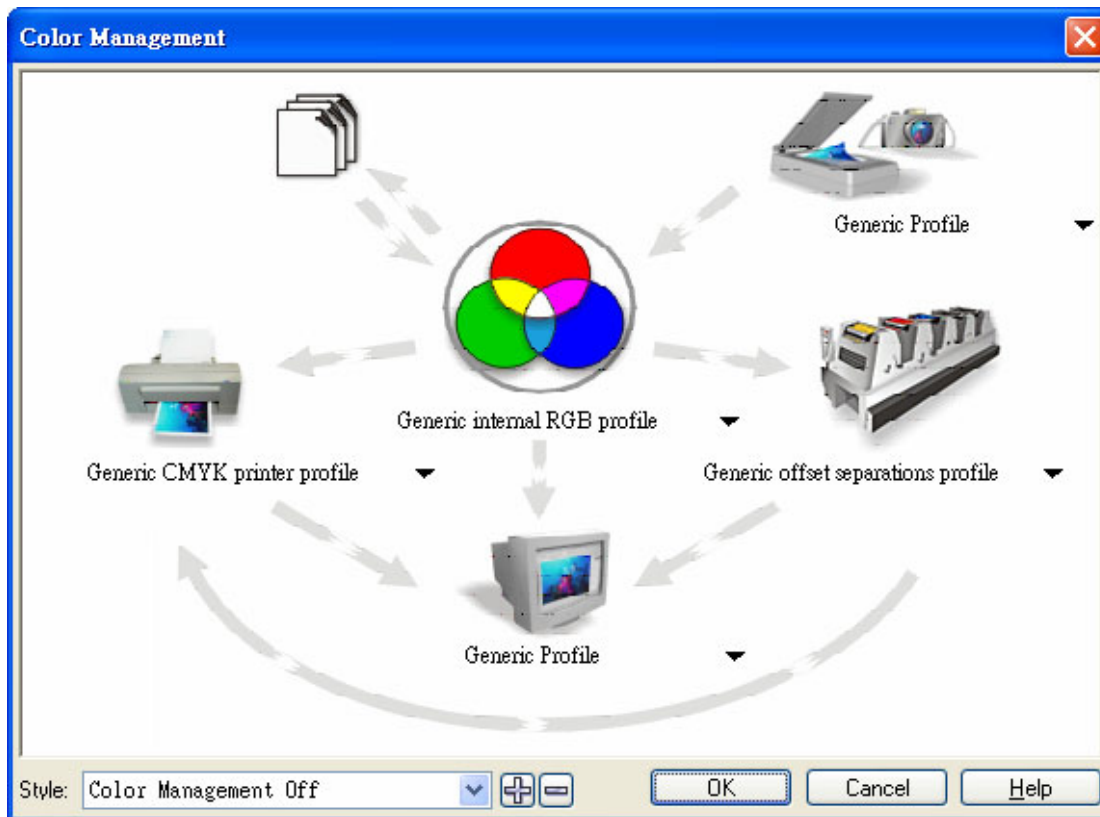 Color Management
Generic Profile
Generic internal RGB profile
Generic CMYK printer profile
Generic offset separations profile
Generic Profile
Style: Color Management Off
OK
Cancel
Help